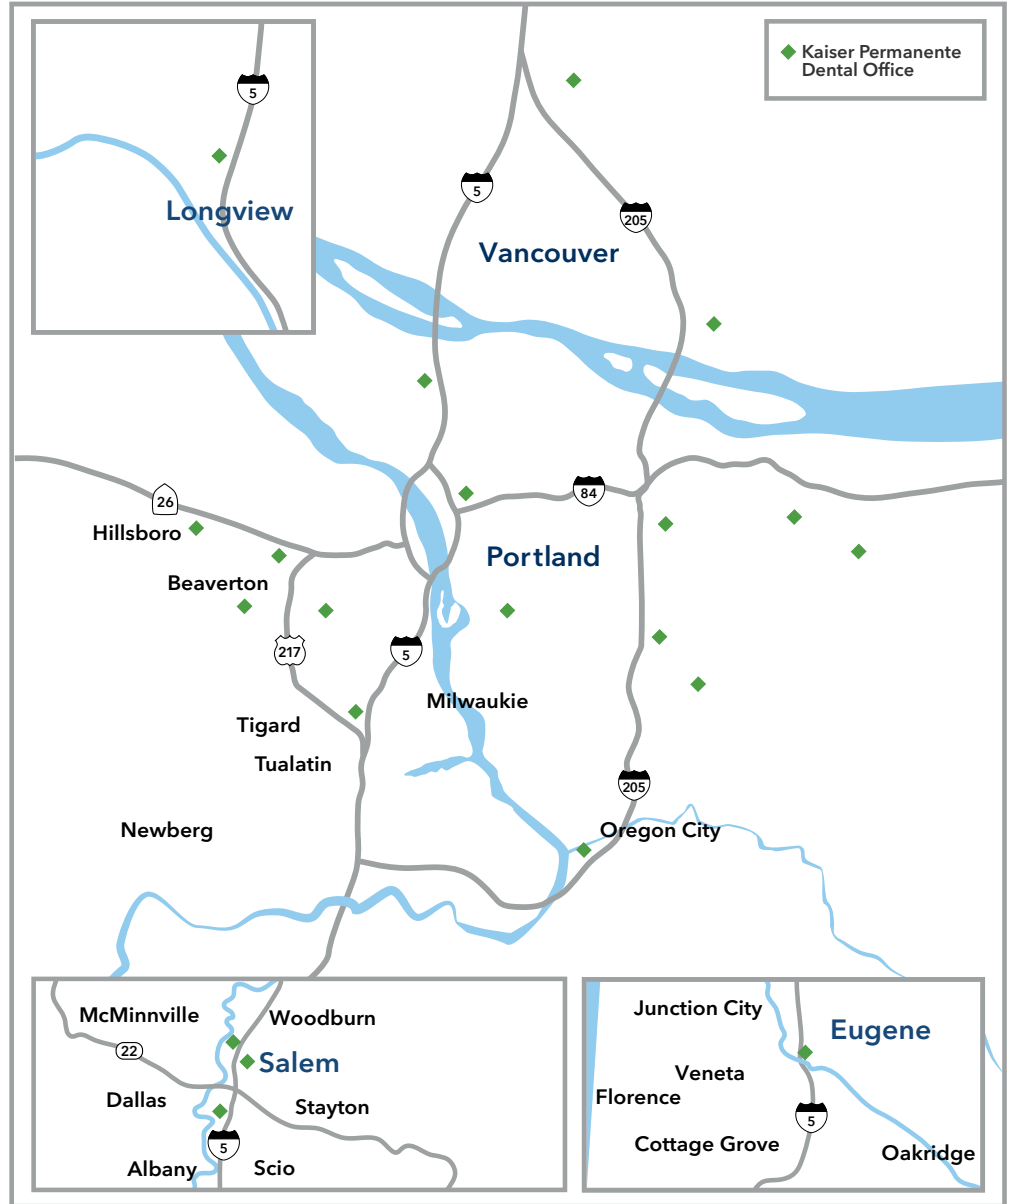 Kaiser Permanente
Dental Office
5
Longview
5
205
Vancouver
26
84
Hillsboro
Portland
Beaverton
217
5
Milwaukie
Tigard
Tualatin
205
Newberg
Oregon City
McMinnville
Woodburn
22
Salem
Dallas
Stayton
5
Albany
Scio
Junction City
Eugene
Veneta
Florence
5
Cottage Grove
Oakridge